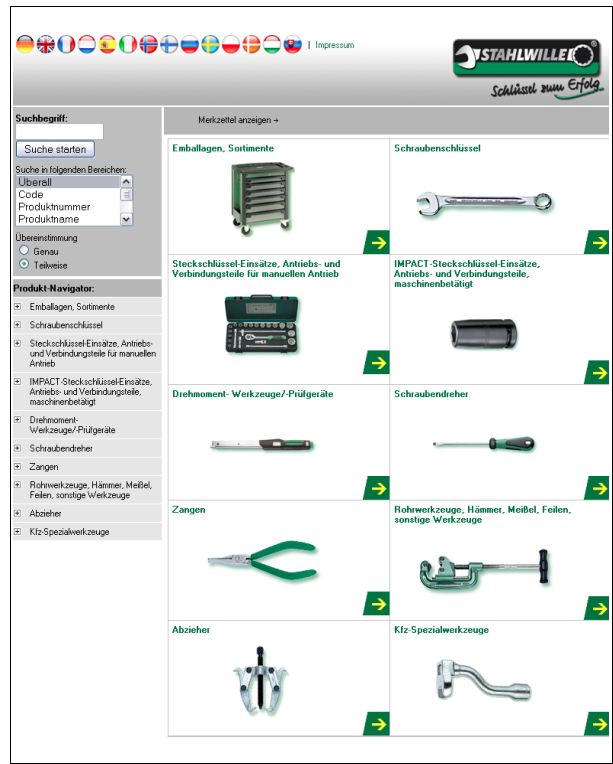 Impressum
STAHLWILLE
Schlüssel zum Erfolg
Suchbegriff:
Suche starten
Suche in folgenden Bereichen:
Überall
Code
Produktnummer
Produktname
Übereinstimmung
Genau
Teilweise
Produkt-Navigator:
Emballagen, Sortimente
Schraubenschlüssel
Steckschlüssel-Einsätze, Antriebs-
und Verbindungsteile für manuellen
Antrieb
IMPACT-Steckschlüssel-Einsätze,
Antriebs- und Verbindungsteile,
maschinenbetätigt
Drehmoment-
Werkzeuge/-Prüfgeräte
Schraubendreher
Zangen
Rohrwerkzeuge, Hämmer, Meißel,
Feilen, sonstige Werkzeuge
Abzieher
Kfz-Spezialwerkzeuge
Merkzettel anzeigen →
Emballagen, Sortimente
Schraubenschlüssel
Steckschlüssel-Einsätze, Antriebs- und
Verbindungsteile für manuellen Antrieb
IMPACT-Steckschlüssel-Einsätze,
Antriebs- und Verbindungsteile,
maschinenbetätigt
Drehmoment- Werkzeuge/-Prüfgeräte
Schraubendreher
Zangen
Rohrwerkzeuge, Hämmer, Meißel, Feilen,
sonstige Werkzeuge
Abzieher
Kfz-Spezialwerkzeuge